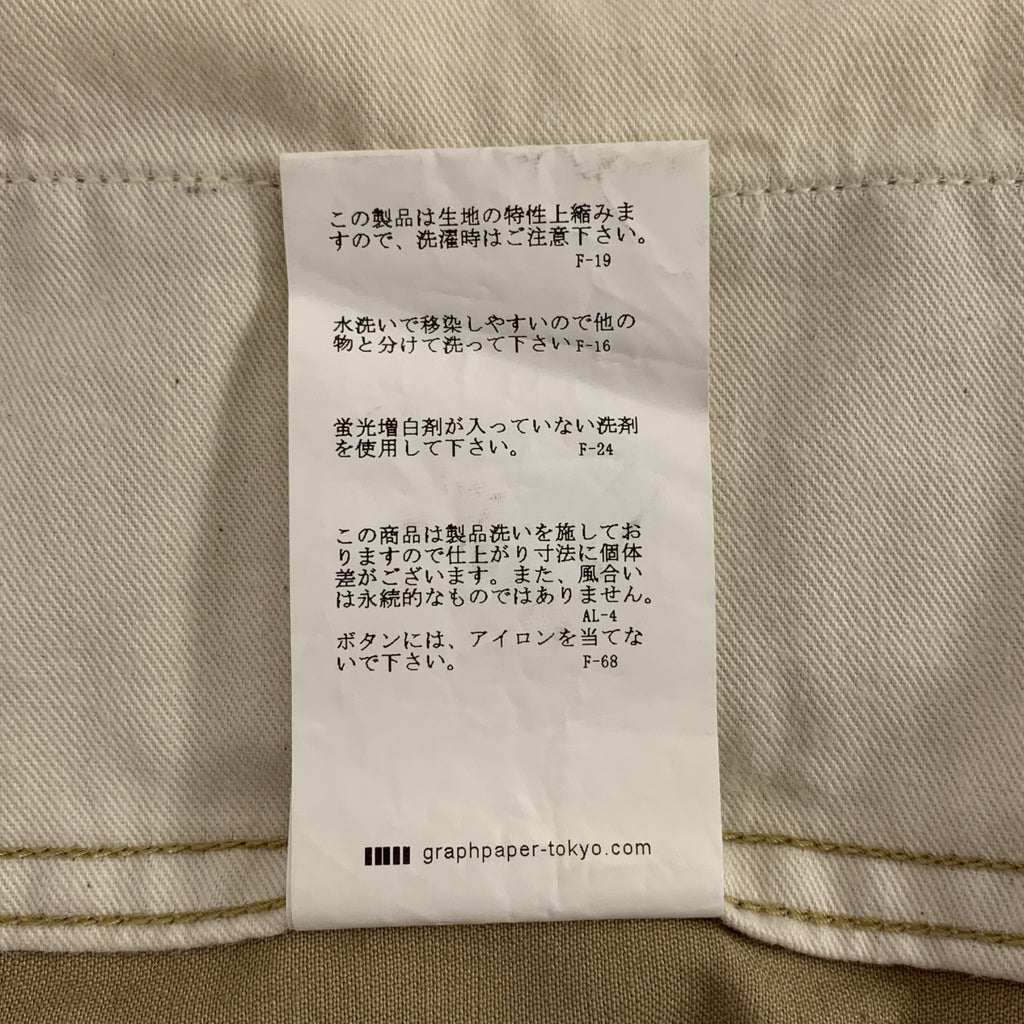 この製品は生地の特性上縮みま
すので、洗濯時はご注意下さい。
F-19
水洗いで移染しやすいので他の
物と分けて洗って下さい F-16
蛍光増白剤が入っていない洗剤
を使用して下さい。 F-24
この商品は製品洗いを施してお
りますので仕上がり寸法に個体
差がございます。また、風合い
は永続的なものではありません。
AL-4
ボタンには、アイロンを当てな
いで下さい。 F-68
graphpaper-tokyo.com